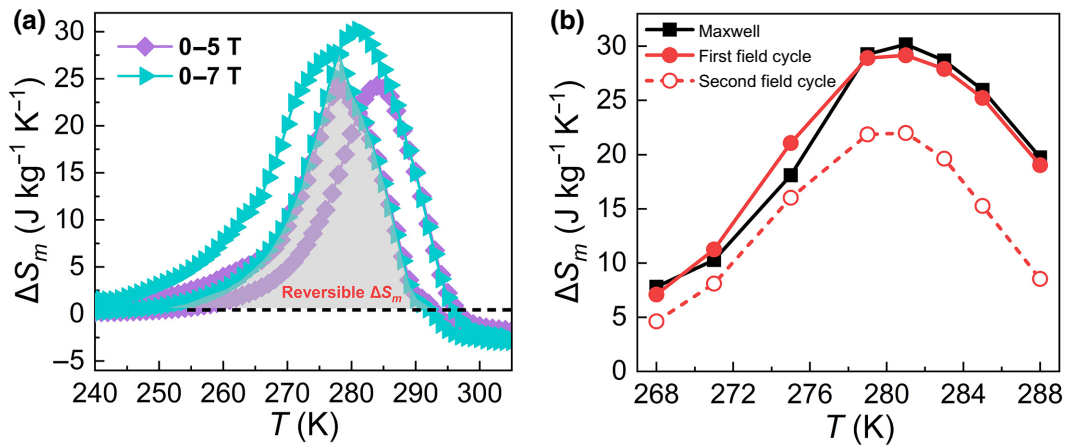 (a)
0–5 T
0–7 T
Reversible ΔSₘ
ΔSₘ (J kg⁻¹ K⁻¹)
30
25
20
15
10
5
0
–5
240 250 260 270 280 290 300
T (K)
(b)
Maxwell
First field cycle
Second field cycle
ΔSₘ (J kg⁻¹ K⁻¹)
30
25
20
15
10
5
0
268 272 276 280 284 288
T (K)